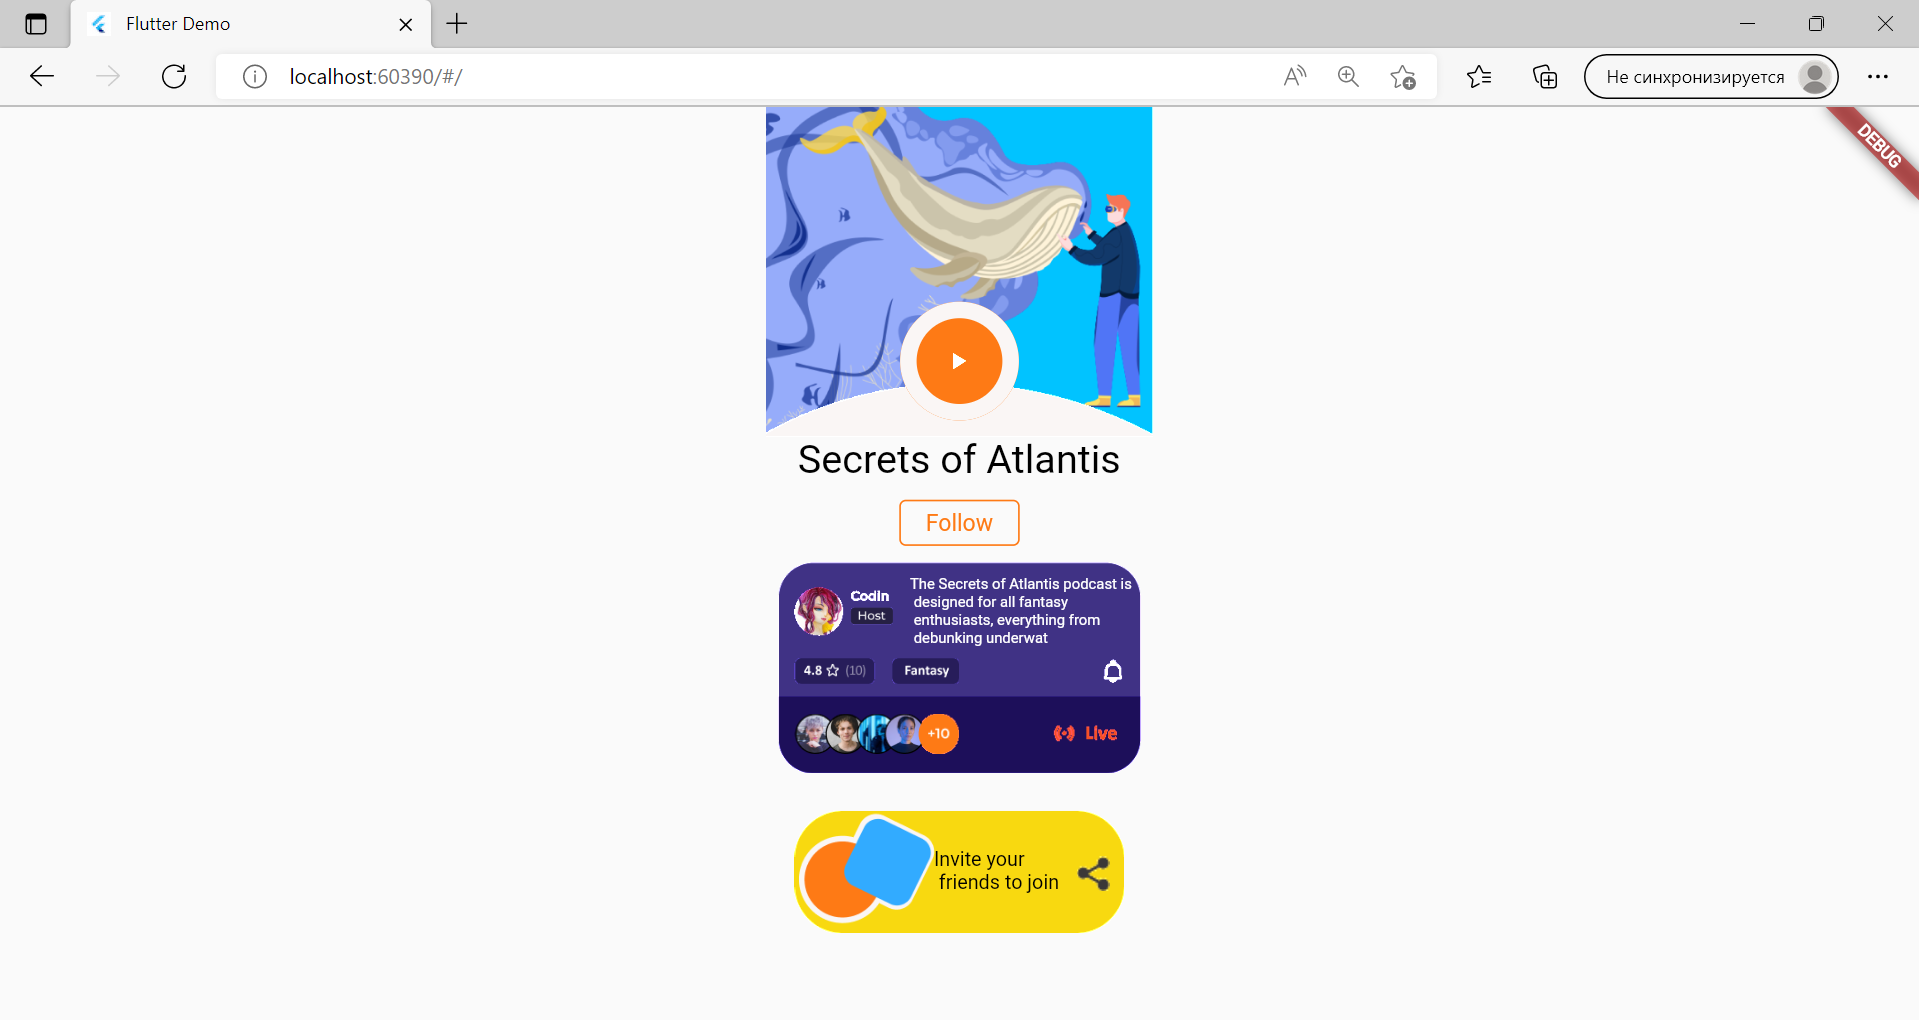 Flutter Demo
localhost:60390/#/
Не синхронизируется
DEBUG
Secrets of Atlantis
Follow
CodIn
Host
The Secrets of Atlantis podcast is
designed for all fantasy
enthusiasts, everything from
debunking underwat
4.8 (10)
Fantasy
+10
Live
Invite your
friends to join